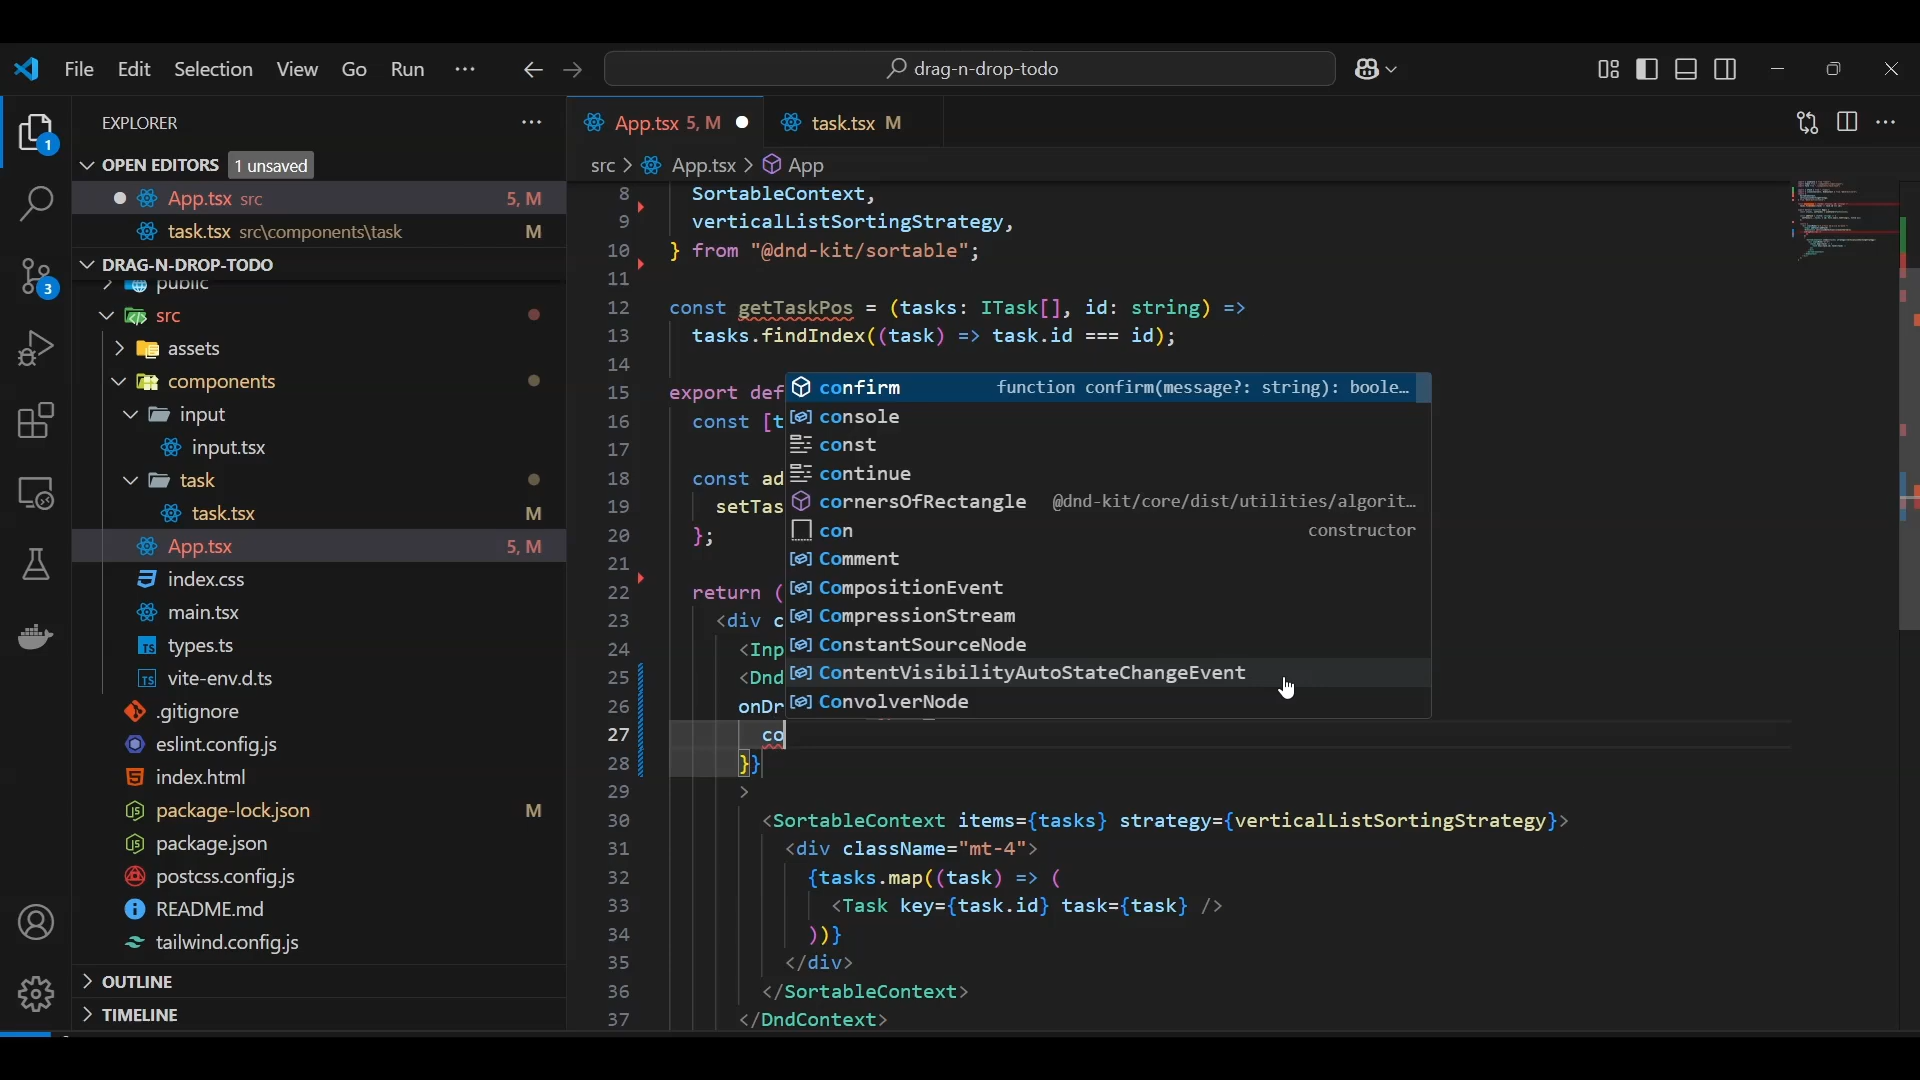 File Edit Selection View Go Run ··· drag-n-drop-todo
EXPLORER
OPEN EDITORS 1 unsaved
App.tsx src 5, M
task.tsx src\components\task M
DRAG-N-DROP-TODO
public
src
assets
components
input
input.tsx
task
task.tsx M
App.tsx 5, M
index.css
main.tsx
types.ts
vite-env.d.ts
.gitignore
eslint.config.js
index.html
package-lock.json M
package.json
postcss.config.js
README.md
tailwind.config.js
OUTLINE
TIMELINE
1
3
App.tsx 5, M task.tsx M
src > App.tsx > App
8 SortableContext,
9 verticalListSortingStrategy,
10 } from "@dnd-kit/sortable";
11
12 const getTaskPos = (tasks: ITask[], id: string) =>
13 tasks.findIndex((task) => task.id === id);
14
15 export def
16 const [t
17
18 const ad
19 setTas
20 };
21
22 return (
23 <div c
24 <Inp
25 <Dnd
26 onDr
27 co
28 }}
29 >
30 <SortableContext items={tasks} strategy={verticalListSortingStrategy}>
31 <div className="mt-4">
32 {tasks.map((task) => (
33 <Task key={task.id} task={task} />
34 ))}
35 </div>
36 </SortableContext>
37 </DndContext>
confirm function confirm(message?: string): boole…
console
const
continue
cornersOfRectangle @dnd-kit/core/dist/utilities/algorit…
con constructor
Comment
CompositionEvent
CompressionStream
ConstantSourceNode
ContentVisibilityAutoStateChangeEvent
ConvolverNode